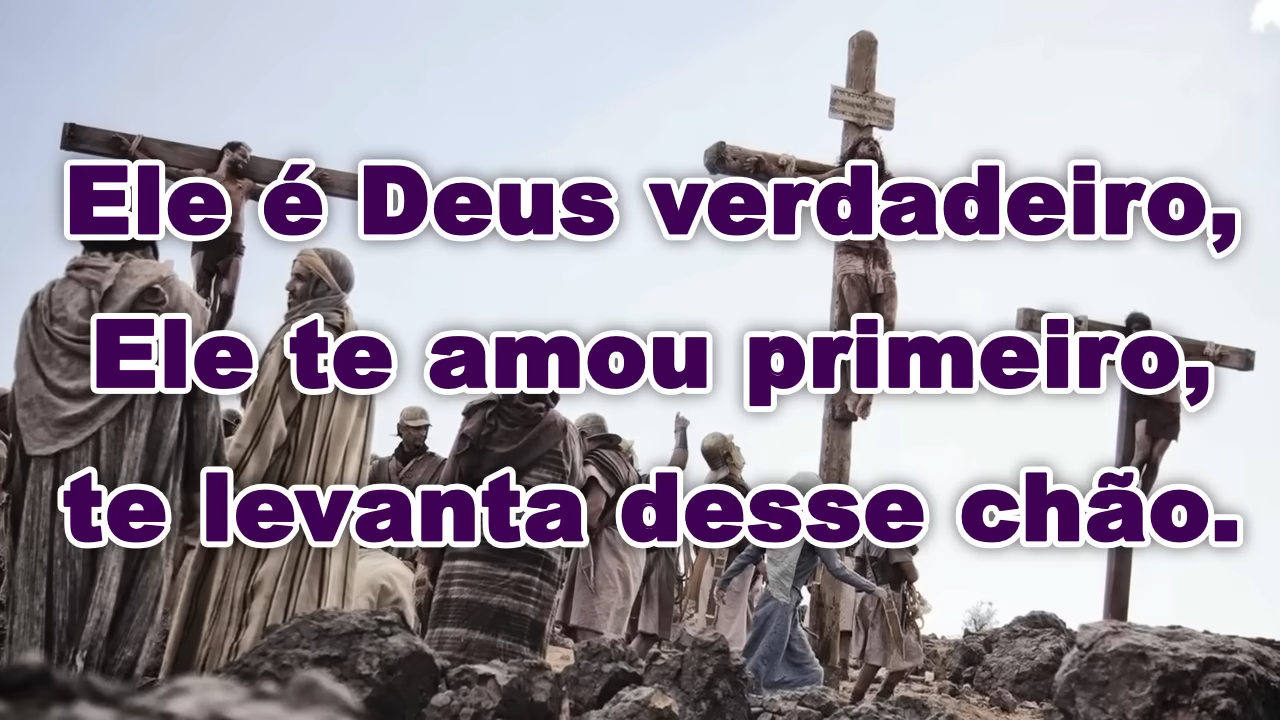 Ele é Deus verdadeiro,
Ele te amou primeiro,
te levanta desse chão.